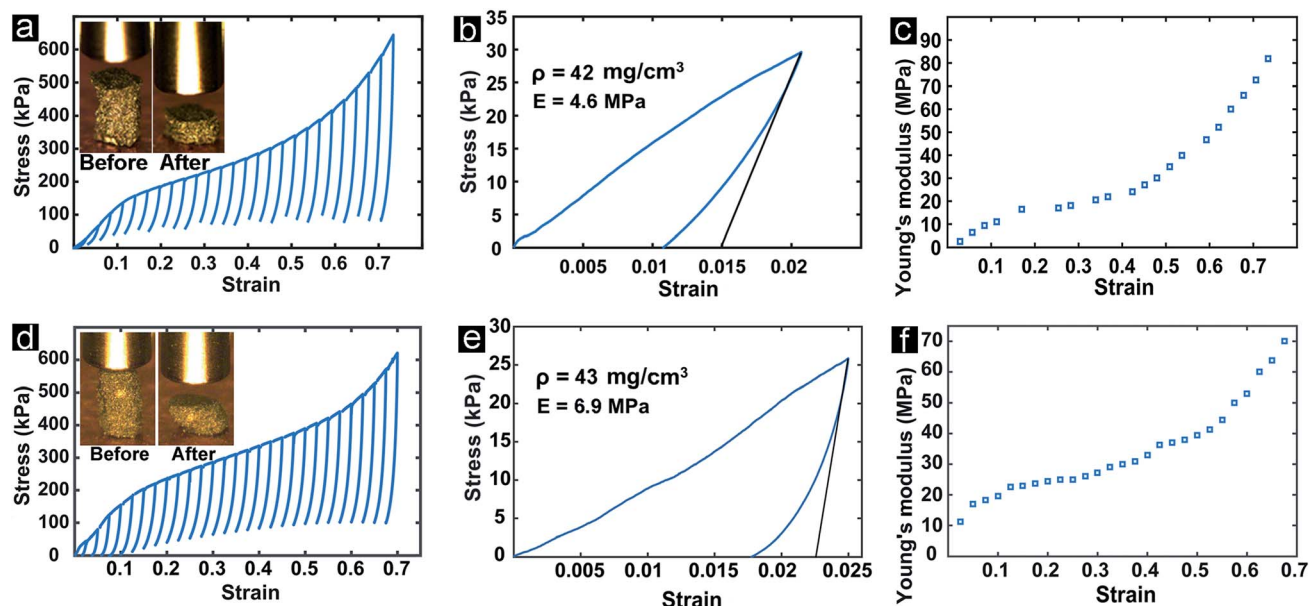 a
Stress (kPa)
600
500
400
300
200
100
0
Before
After
0.1 0.2 0.3 0.4 0.5 0.6 0.7
Strain
b
Stress (kPa)
35
30
25
20
15
10
5
0
ρ = 42 mg/cm³
E = 4.6 MPa
0.005 0.01 0.015 0.02
Strain
c
Young's modulus (MPa)
90
80
70
60
50
40
30
20
10
0
0.1 0.2 0.3 0.4 0.5 0.6 0.7
Strain
d
Stress (kPa)
600
500
400
300
200
100
0
Before
After
0.1 0.2 0.3 0.4 0.5 0.6 0.7
Strain
e
Stress (kPa)
35
30
25
20
15
10
5
0
ρ = 43 mg/cm³
E = 6.9 MPa
0.005 0.01 0.015 0.02 0.025
Strain
f
Young's modulus (MPa)
70
60
50
40
30
20
10
0
0.1 0.2 0.3 0.4 0.5 0.6 0.7
Strain